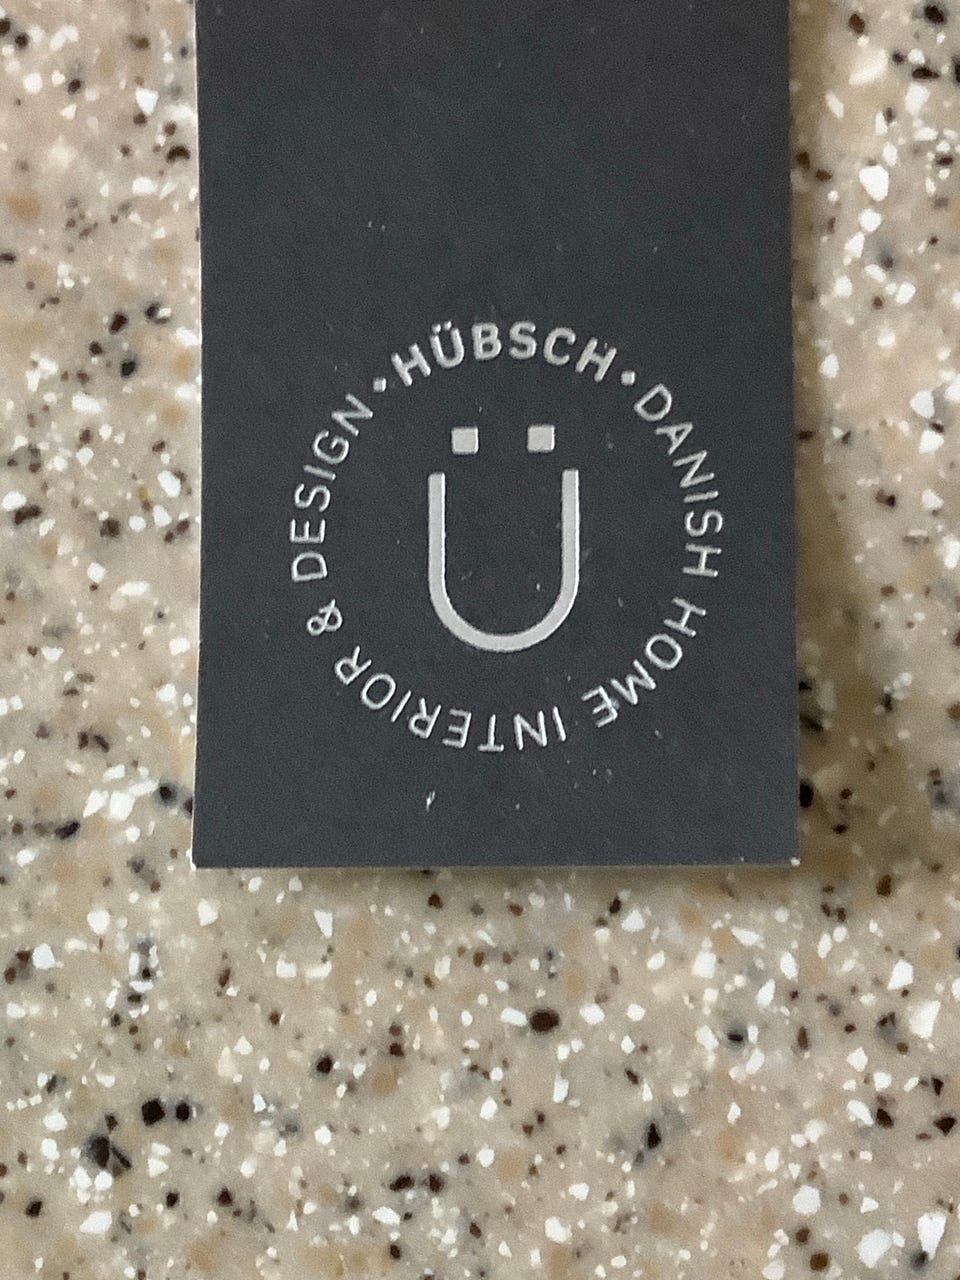 HÜBSCH • DANISH HOME INTERIOR & DESIGN •
Ü